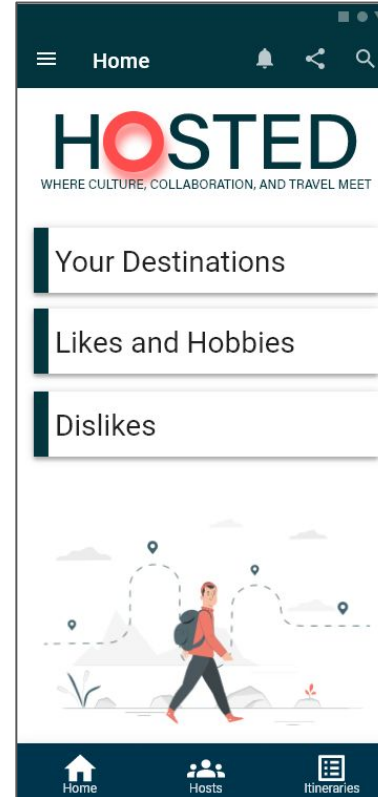 Home
HOSTED
WHERE CULTURE, COLLABORATION, AND TRAVEL MEET
Your Destinations
Likes and Hobbies
Dislikes
Home Hosts Itineraries